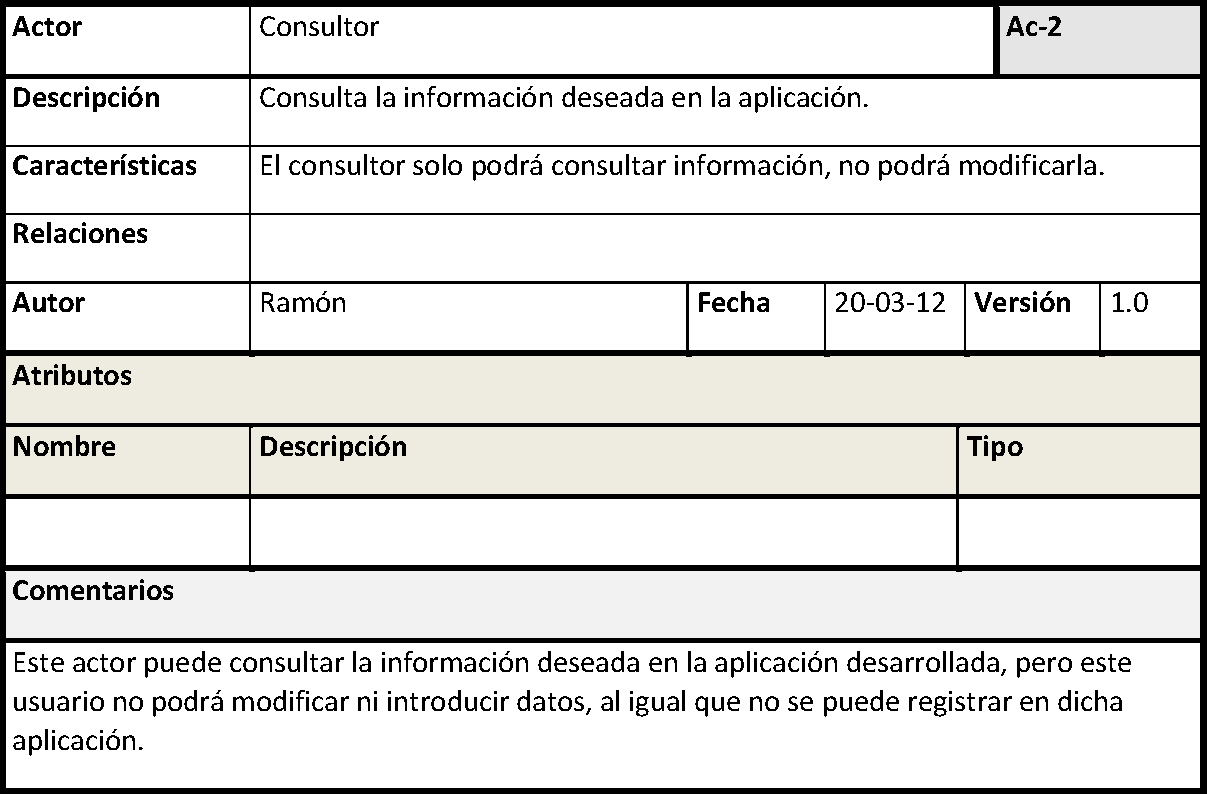 Actor Consultor Ac-2
Descripción Consulta la información deseada en la aplicación.
Características El consultor solo podrá consultar información, no podrá modificarla.
Relaciones
Autor Ramón Fecha 20-03-12 Versión 1.0
Atributos
Nombre Descripción Tipo
Comentarios
Este actor puede consultar la información deseada en la aplicación desarrollada, pero este
usuario no podrá modificar ni introducir datos, al igual que no se puede registrar en dicha
aplicación.